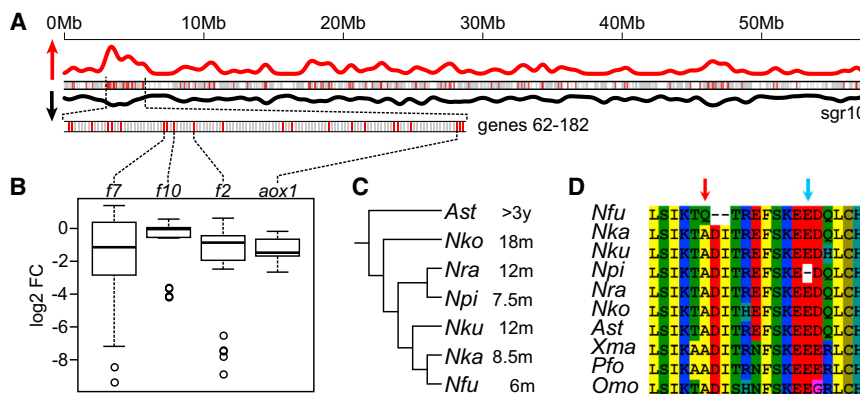 A
0Mb 10Mb 20Mb 30Mb 40Mb 50Mb
sgr10
genes 62-182
B
f7 f10 f2 aox1
log2 FC
0
-2
-4
-6
-8
C
Ast >3y
Nko 18m
Nra 12m
Npi 7.5m
Nku 12m
Nka 8.5m
Nfu 6m
D
Nfu LSIKTQ--TREFSKEEDQLCH
Nka LSIKTADITREFSKEEDQLCH
Nku LSIKTADITREFSKEEDHLCH
Npi LSIKTADITREFSKE-DQLCH
Nra LSIKTADITREFSKEEDQLCH
Nko LSIKTADITHEFSKEEDQLCH
Ast LSIKTADITREFSKEEDQLCH
Xma LSIKAADITRNFSKEEERLCH
Pfo LSIKAADITRNFSKEEERLCH
Omo LSIKTADISHNFSKEEGRLCH